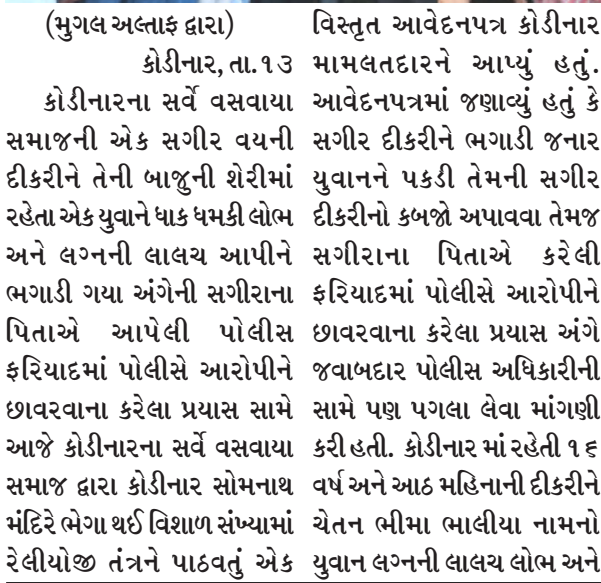 (મુગલ અલ્તાફ દ્વારા)
કોડીનાર, તા.૧૩
કોડીનારના સર્વે વસવાયા
સમાજની એક સગીર વયની
દીકરીને તેની બાજુની શેરીમાં
રહેતા એક યુવાને ધાક ધમકી લોભ
અને લગ્નની લાલચ આપીને
ભગાડી ગયા અંગેની સગીરાના
પિતાએ આપેલી પોલીસ
ફરિયાદમાં પોલીસે આરોપીને
છાવરવાના કરેલા પ્રયાસ સામે
આજે કોડીનારના સર્વે વસવાયા
સમાજ દ્વારા કોડીનાર સોમનાથ
મંદિરે ભેગા થઈ વિશાળ સંખ્યામાં
રેલીયોજી તંત્રને પાઠવતું એક
વિસ્તૃત આવેદનપત્ર કોડીનાર
મામલતદારને આપ્યું હતું.
આવેદનપત્રમાં જણાવ્યું હતું કે
સગીર દીકરીને ભગાડી જનાર
યુવાનને પકડી તેમની સગીર
દીકરીનો કબજો અપાવવા તેમજ
સગીરાના પિતાએ કરેલી
ફરિયાદમાં પોલીસે આરોપીને
છાવરવાના કરેલા પ્રયાસ અંગે
જવાબદાર પોલીસ અધિકારીની
સામે પણ પગલા લેવા માંગણી
કરી હતી. કોડીનાર માં રહેતી ૧૬
વર્ષ અને આઠ મહિનાની દીકરીને
ચેતન ભીમા ભાલીયા નામનો
યુવાન લગ્નની લાલચ લોભ અને